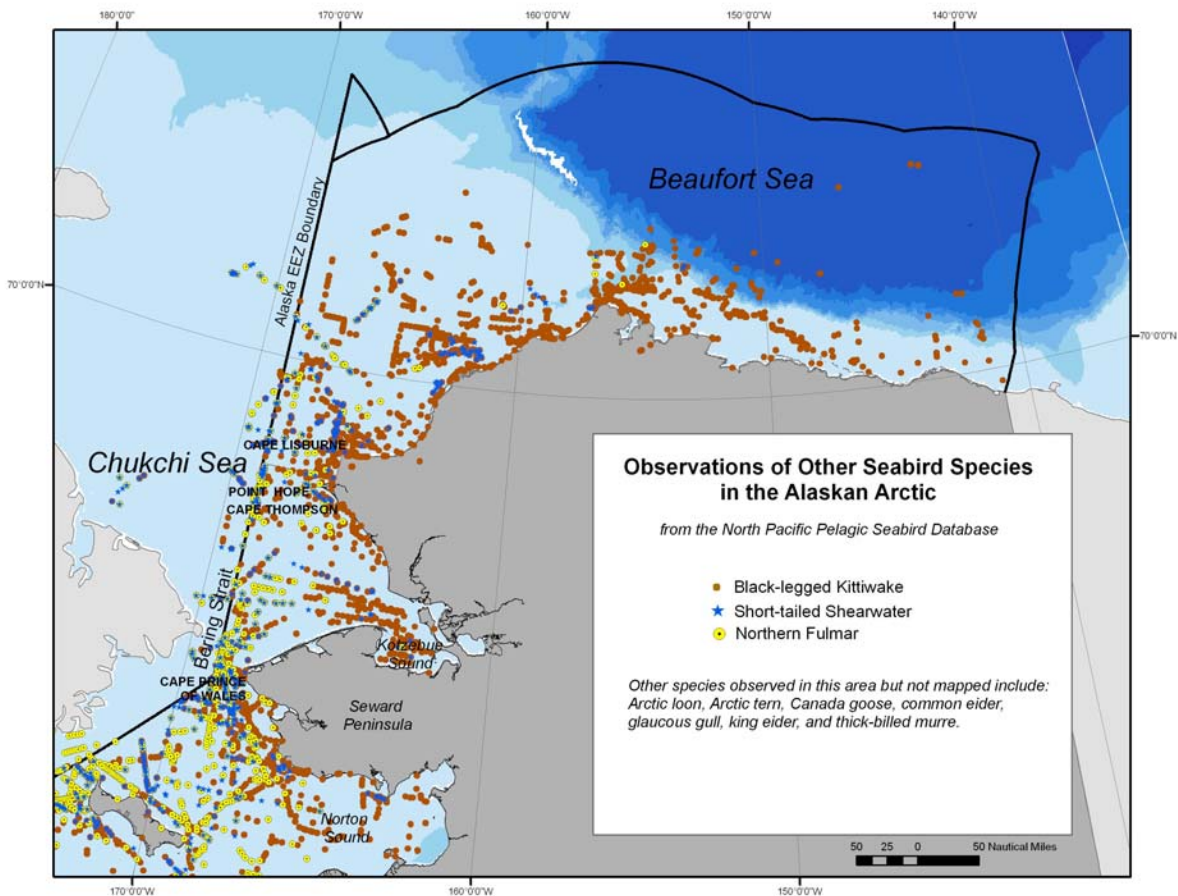 180°0'0"
170°0'0"W
160°0'0"W
150°0'0"W
140°0'0"W
Beaufort Sea
Alaska EEZ Boundary
70°0'0"N
70°0'0"N
CAPE LISBURNE
Chukchi Sea
POINT HOPE
CAPE THOMPSON
Bering Strait
Kotzebue
Sound
CAPE PRINCE
OF WALES
Seward
Peninsula
Norton
Sound
Observations of Other Seabird Species
in the Alaskan Arctic
from the North Pacific Pelagic Seabird Database
Black-legged Kittiwake
Short-tailed Shearwater
Northern Fulmar
Other species observed in this area but not mapped include:
Arctic loon, Arctic tern, Canada goose, common eider,
glaucous gull, king eider, and thick-billed murre.
50 25 0 50 Nautical Miles
170°0'0"W
160°0'0"W
150°0'0"W